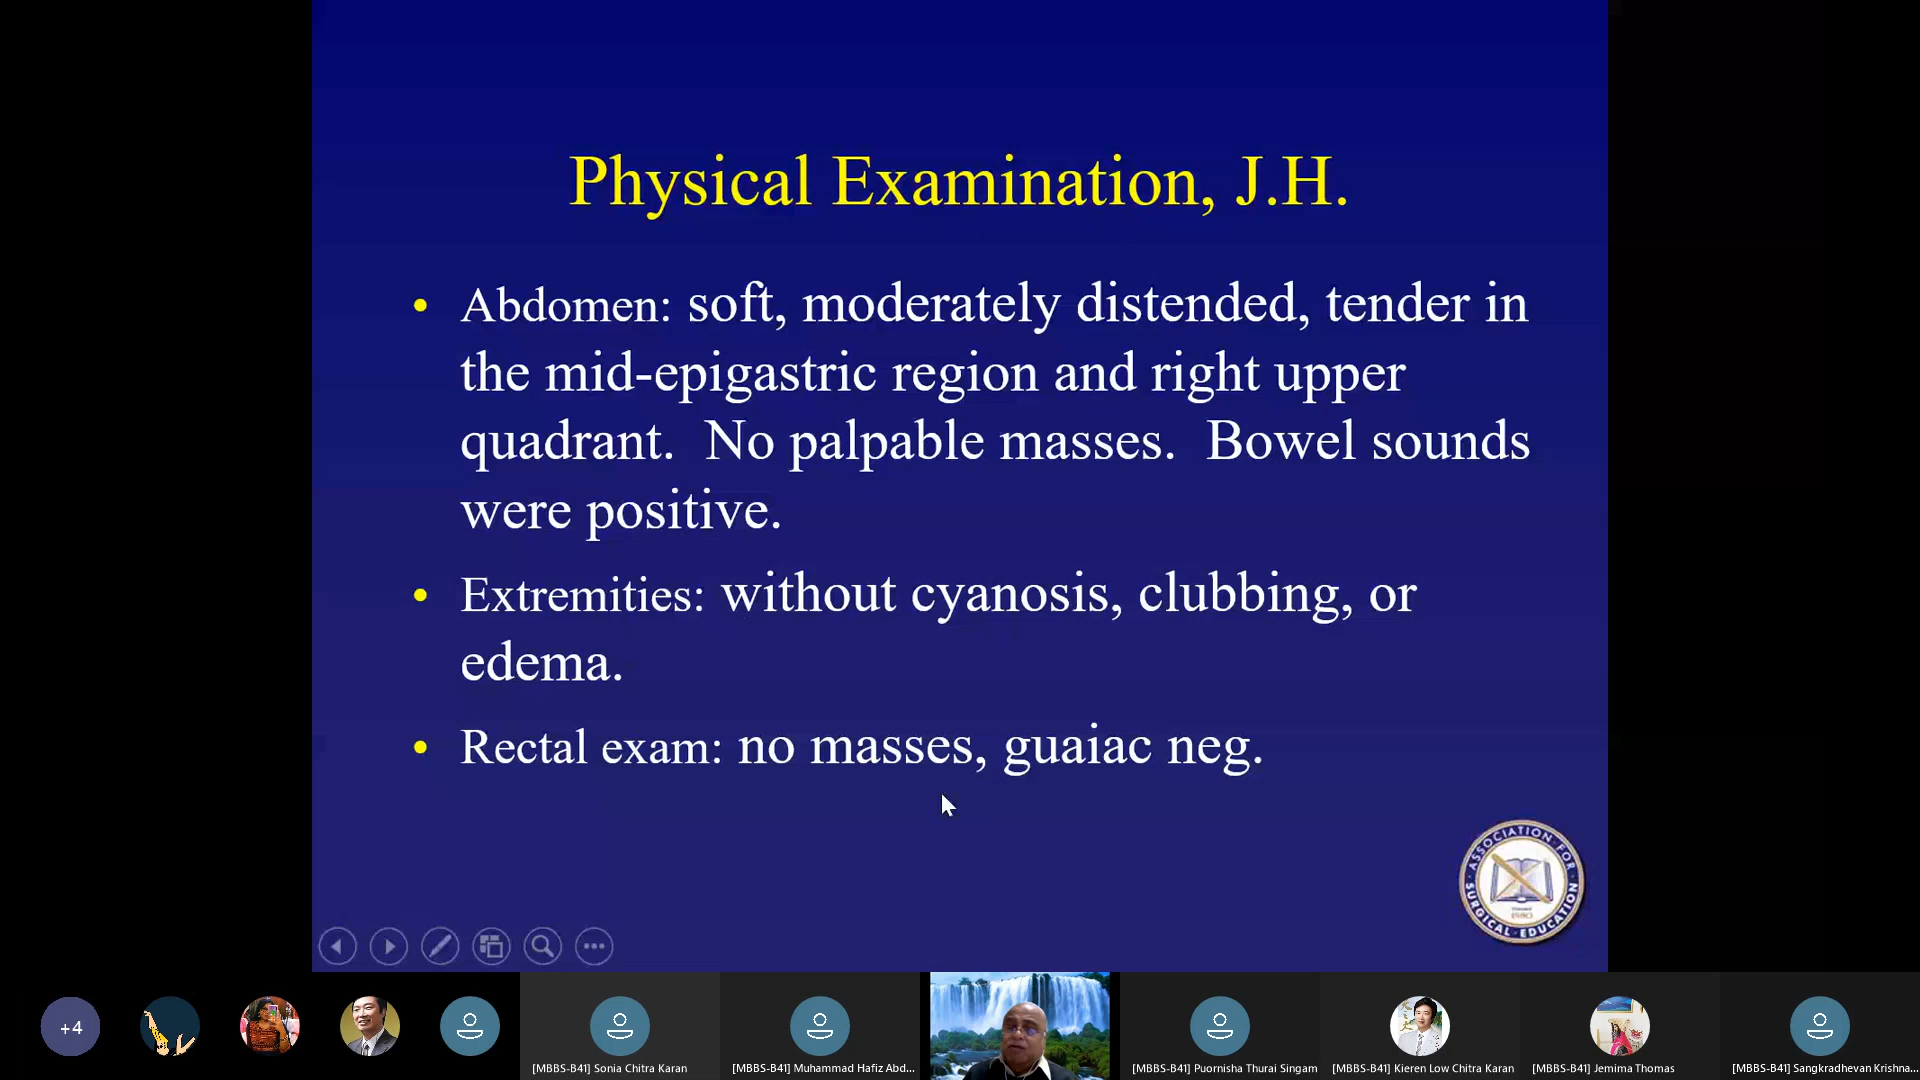 Physical Examination, J.H.
• Abdomen: soft, moderately distended, tender in
the mid-epigastric region and right upper
quadrant.  No palpable masses.  Bowel sounds
were positive.
• Extremities: without cyanosis, clubbing, or
edema.
• Rectal exam: no masses, guaiac neg.
ASSOCIATION FOR
SURGICAL EDUCATION
1980
+4
[MBBS-B41] Sonia Chitra Karan
[MBBS-B41] Muhammad Hafiz Abd...
[MBBS-B41] Puornisha Thurai Singam
[MBBS-B41] Kieren Low Chitra Karan
[MBBS-B41] Jemima Thomas
[MBBS-B41] Sangkradhevan Krishna...